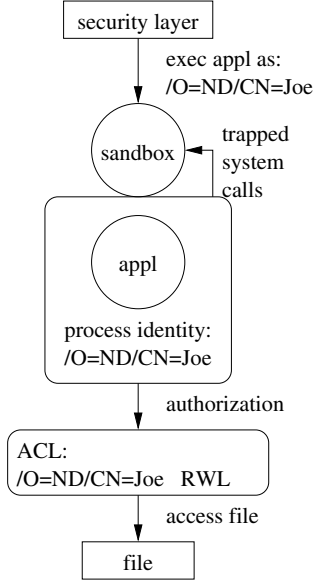 security layer
exec appl as:
/O=ND/CN=Joe
sandbox
trapped
system
calls
appl
process identity:
/O=ND/CN=Joe
authorization
ACL:
/O=ND/CN=Joe RWL
access file
file